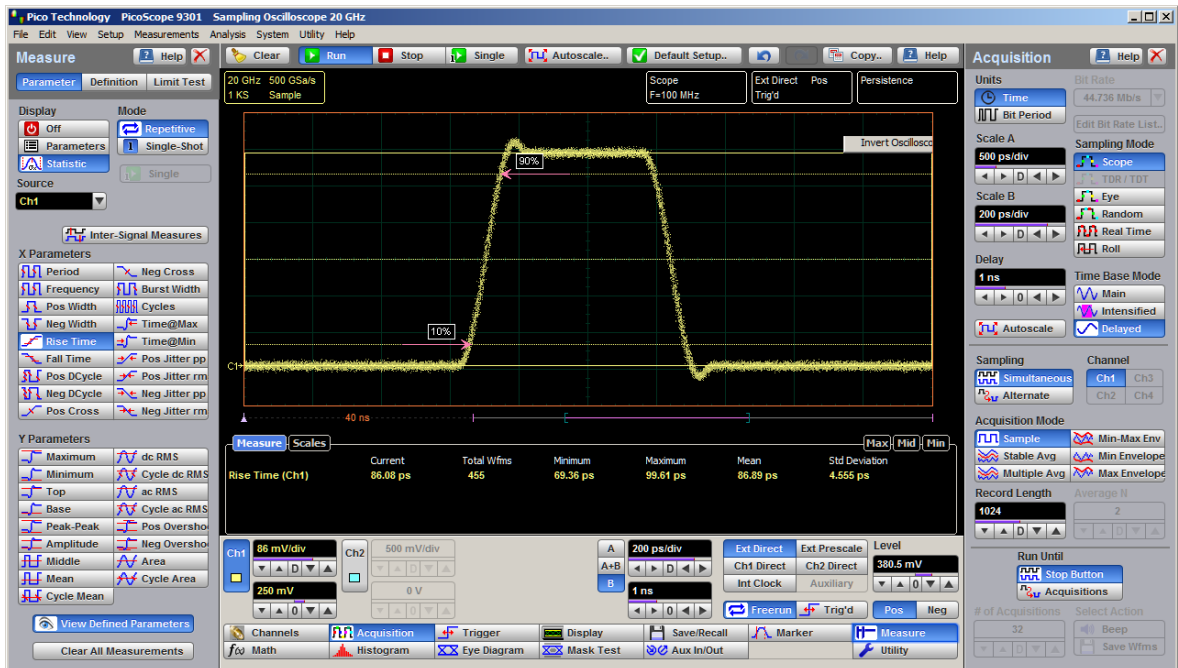 Pico Technology PicoScope 9301 Sampling Oscilloscope 20 GHz
File Edit View Setup Measurements Analysis System Utility Help
Measure
Help
Parameter Definition Limit Test
Display Mode
Off Repetitive
Parameters Single-Shot
Statistic
Single
Source
Ch1
Inter-Signal Measures
X Parameters
Period Neg Cross
Frequency Burst Width
Pos Width Cycles
Neg Width Time@Max
Rise Time Time@Min
Fall Time Pos Jitter pp
Pos DCycle Pos Jitter rm
Neg DCycle Neg Jitter pp
Pos Cross Neg Jitter rm
Y Parameters
Maximum dc RMS
Minimum Cycle dc RMS
Top ac RMS
Base Cycle ac RMS
Peak-Peak Pos Oversho
Amplitude Neg Oversho
Middle Area
Mean Cycle Area
Cycle Mean
View Defined Parameters
Clear All Measurements
Clear Run Stop Single Autoscale.. Default Setup.. Copy.. Help
20 GHz 500 GSa/s
1 KS Sample
Scope
F=100 MHz
Ext Direct Pos
Trig'd
Persistence
Invert Oscillosco
90%
10%
C1
40 ns
Measure Scales Max Mid Min
Current Total Wfms Minimum Maximum Mean Std Deviation
Rise Time (Ch1) 86.08 ps 455 69.36 ps 99.61 ps 86.89 ps 4.555 ps
Ch1 86 mV/div
D
250 mV
0
Ch2 500 mV/div
D
0 V
0
A 200 ps/div
A+B D
B 1 ns
0
Ext Direct Ext Prescale Level
Ch1 Direct Ch2 Direct 380.5 mV
Int Clock Auxiliary 0
Freerun Trig'd Pos Neg
Channels Acquisition Trigger Display Save/Recall Marker Measure
f(x) Math Histogram Eye Diagram Mask Test Aux In/Out Utility
Acquisition
Help
Units Bit Rate
Time 44.736 Mb/s
Bit Period
Edit Bit Rate List..
Scale A Sampling Mode
500 ps/div Scope
D TDR / TDT
Scale B Eye
200 ps/div Random
D Real Time
Roll
Delay
1 ns Time Base Mode
0 Main
Intensified
Autoscale Delayed
Sampling Channel
Simultaneous Ch1 Ch3
Alternate Ch2 Ch4
Acquisition Mode
Sample Min-Max Env
Stable Avg Min Envelope
Multiple Avg Max Envelope
Record Length Average N
1024 2
D D
Run Until
Stop Button
Acquisitions
# of Acquisitions Select Action
32 Beep
D Save Wfms